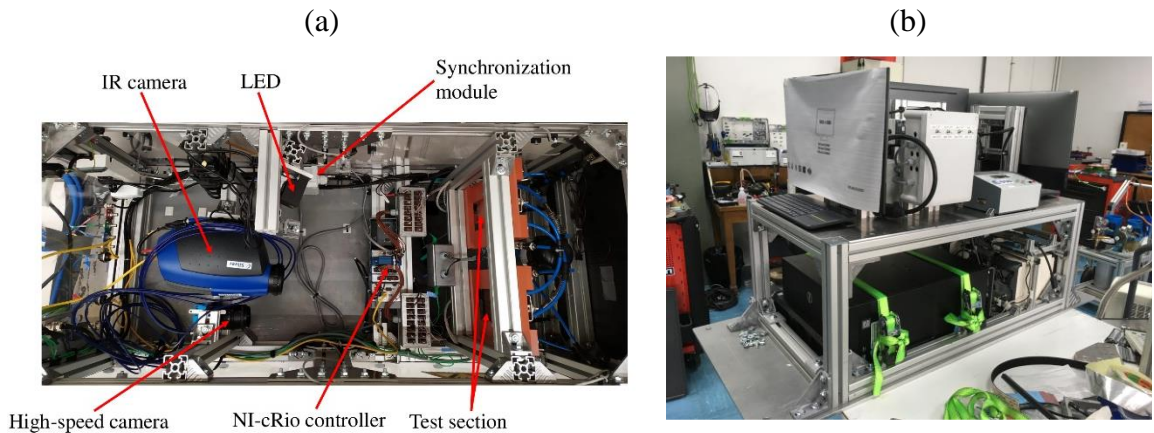 (a)
(b)
IR camera
LED
Synchronization
module
High-speed camera
NI-cRio controller
Test section